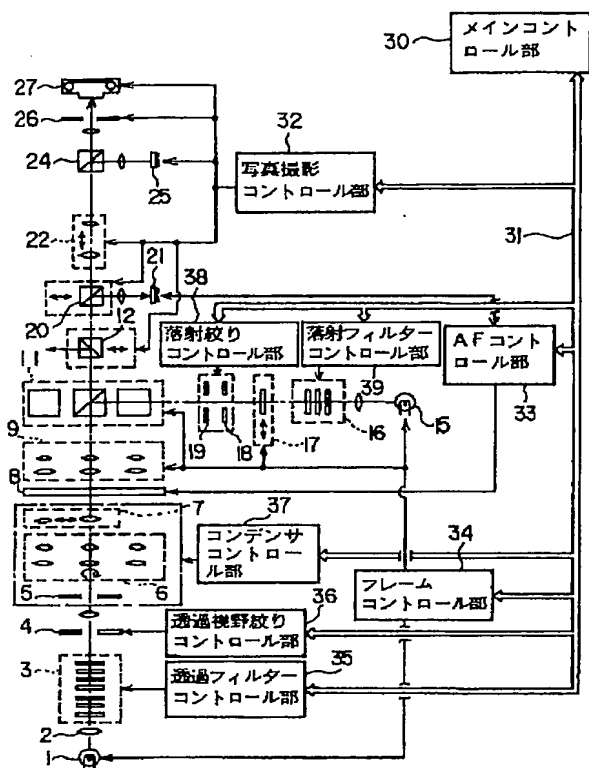 30
メインコント
ロール部
27
26
32
24
写真撮影
コントロール部
25
31
22
21
38
20
12
落射絞り
コントロール部
落射フィルター
コントロール部
39
AFコント
ロール部
33
11
9
19
18
17
16
15
8
7
37
コンデンサ
コントロー
ル部
34
フレーム
コントロール部
5
6
36
4
透過視野絞り
コントロール部
35
3
透過フィルター
コントロール部
2
1